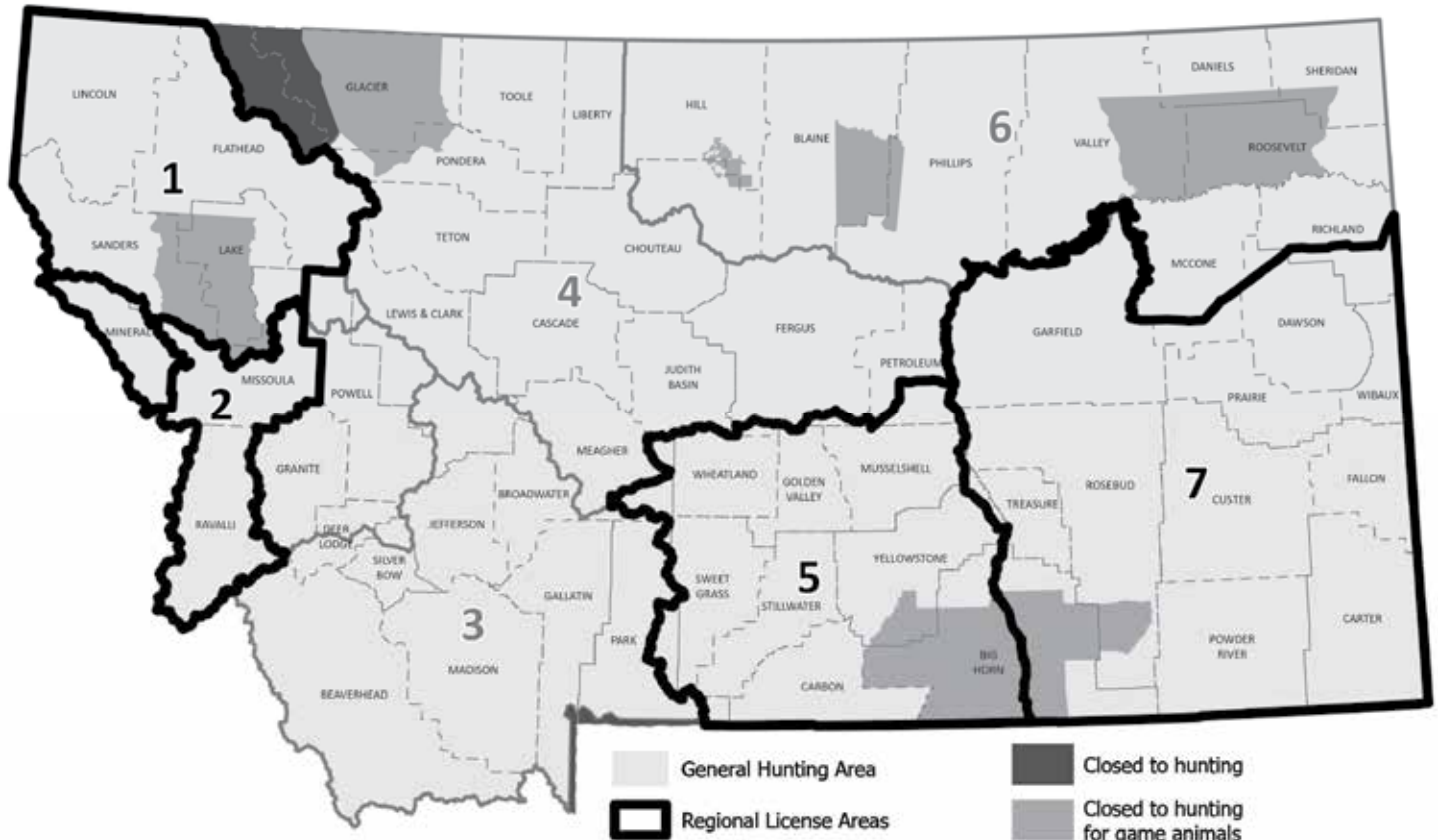 DANIELS
SHERIDAN
GLACIER
LINCOLN
TOOLE
HILL
LIBERTY
6
BLAINE
VALLEY
ROOSEVELT
FLATHEAD
PONDERA
PHILLIPS
1
RICHLAND
SANDERS
LAKE
TETON
CHOUTEAU
MCCONE
4
LEWIS & CLARK
CASCADE
FERGUS
GARFIELD
DAWSON
MINERAL
PETROLEUM
JUDITH
BASIN
MISSOULA
POWELL
2
PRAIRIE
WIBAUX
MEAGHER
GRANITE
WHEATLAND
GOLDEN
VALLEY
MUSSELSHELL
ROSEBUD
7
CUSTER
FALLON
BROADWATER
TREASURE
RAVALLI
DEER
LODGE
JEFFERSON
SILVER
BOW
YELLOWSTONE
SWEET
GRASS
5
STILLWATER
GALLATIN
3
PARK
CARTER
POWDER
RIVER
MADISON
BIG
HORN
BEAVERHEAD
CARBON
General Hunting Area
Closed to hunting
Regional License Areas
Closed to hunting
for game animals